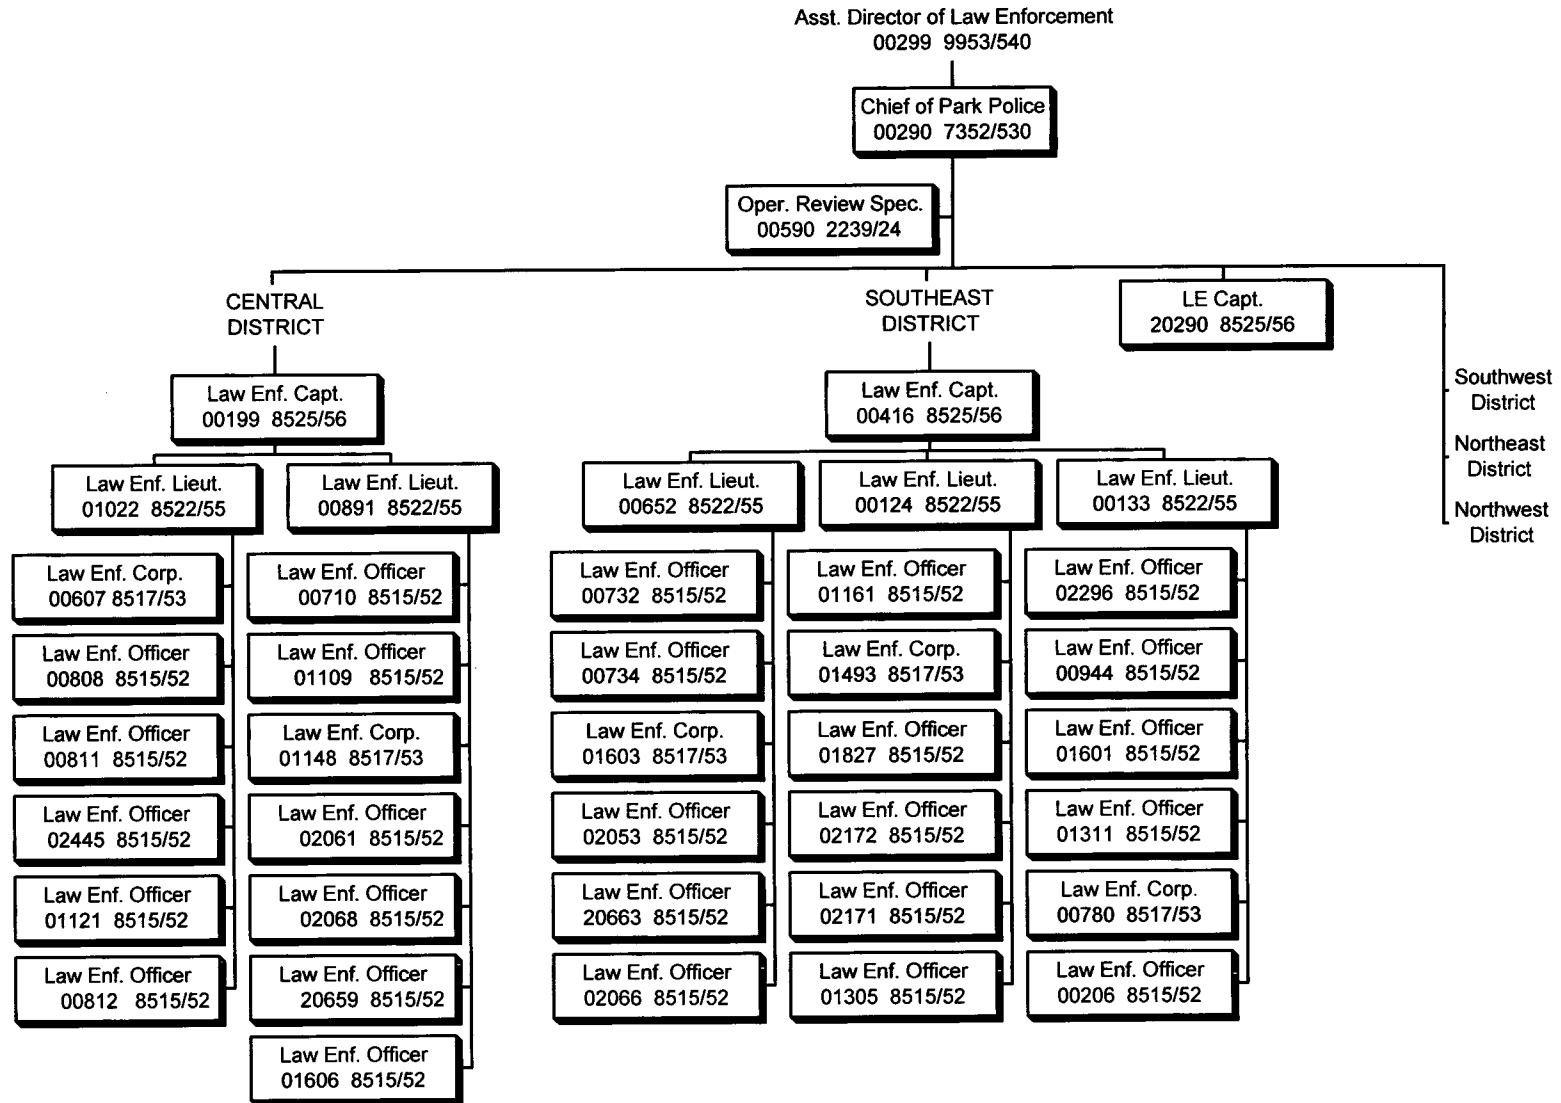 Asst. Director of Law Enforcement
00299 9953/540
Chief of Park Police
00290 7352/530
Oper. Review Spec.
00590 2239/24
CENTRAL
DISTRICT
Law Enf. Capt.
00199 8525/56
Law Enf. Lieut.
01022 8522/55
Law Enf. Corp.
00607 8517/53
Law Enf. Officer
00808 8515/52
Law Enf. Officer
00811 8515/52
Law Enf. Officer
02445 8515/52
Law Enf. Officer
01121 8515/52
Law Enf. Officer
00812 8515/52
Law Enf. Lieut.
00891 8522/55
Law Enf. Officer
00710 8515/52
Law Enf. Officer
01109 8515/52
Law Enf. Corp.
01148 8517/53
Law Enf. Officer
02061 8515/52
Law Enf. Officer
02068 8515/52
Law Enf. Officer
20659 8515/52
Law Enf. Officer
01606 8515/52
SOUTHEAST
DISTRICT
Law Enf. Capt.
00416 8525/56
Law Enf. Lieut.
00652 8522/55
Law Enf. Officer
00732 8515/52
Law Enf. Officer
00734 8515/52
Law Enf. Corp.
01603 8517/53
Law Enf. Officer
02053 8515/52
Law Enf. Officer
20663 8515/52
Law Enf. Officer
02066 8515/52
Law Enf. Lieut.
00124 8522/55
Law Enf. Officer
01161 8515/52
Law Enf. Corp.
01493 8517/53
Law Enf. Officer
01827 8515/52
Law Enf. Officer
02172 8515/52
Law Enf. Officer
02171 8515/52
Law Enf. Officer
01305 8515/52
Law Enf. Lieut.
00133 8522/55
Law Enf. Officer
02296 8515/52
Law Enf. Officer
00944 8515/52
Law Enf. Officer
01601 8515/52
Law Enf. Officer
01311 8515/52
Law Enf. Corp.
00780 8517/53
Law Enf. Officer
00206 8515/52
LE Capt.
20290 8525/56
Southwest
District
Northeast
District
Northwest
District